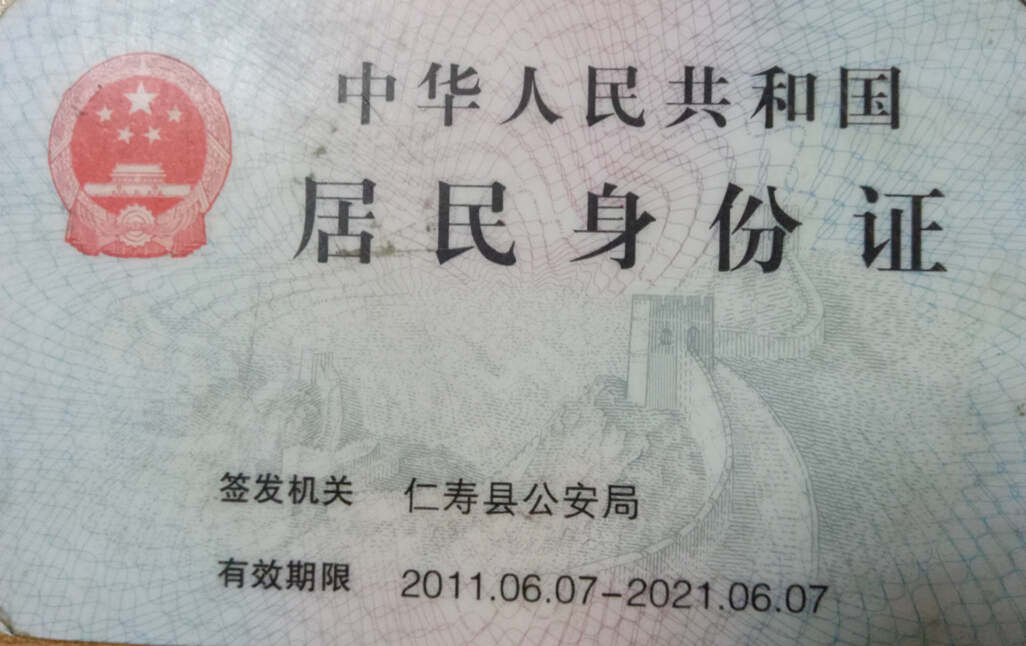 中华人民共和国
居民身份证
签发机关 仁寿县公安局
有效期限 2011.06.07-2021.06.07